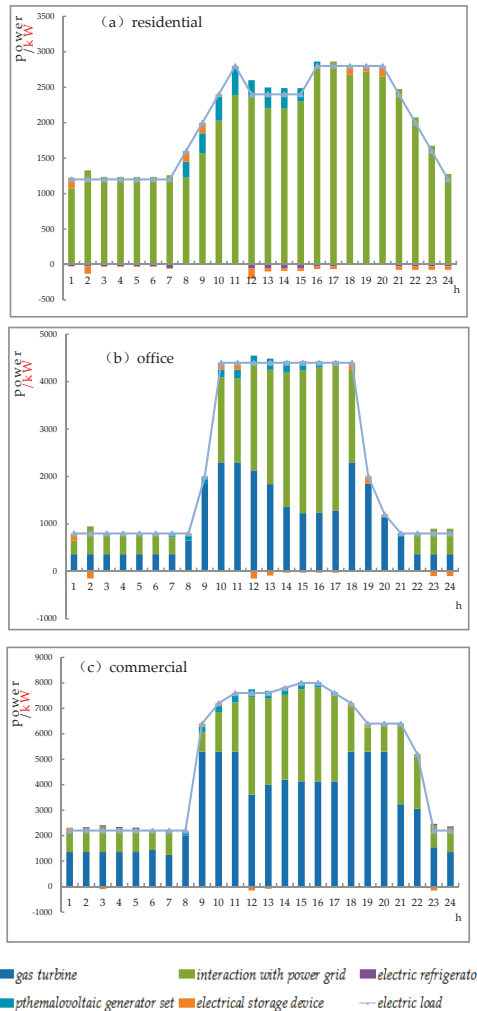 (a) residential
power
/kW
3500
3000
2500
2000
1500
1000
500
0
-500
1 2 3 4 5 6 7 8 9 10 11 12 13 14 15 16 17 18 19 20 21 22 23 24
h
(b) office
power
/kW
5000
4000
3000
2000
1000
0
-1000
1 2 3 4 5 6 7 8 9 10 11 12 13 14 15 16 17 18 19 20 21 22 23 24
h
(c) commercial
power
/kW
9000
8000
7000
6000
5000
4000
3000
2000
1000
0
-1000
1 2 3 4 5 6 7 8 9 10 11 12 13 14 15 16 17 18 19 20 21 22 23 24
h
gas turbine interaction with power grid electric refrigerato
pthemalovoltaic generator set electrical storage device electric load